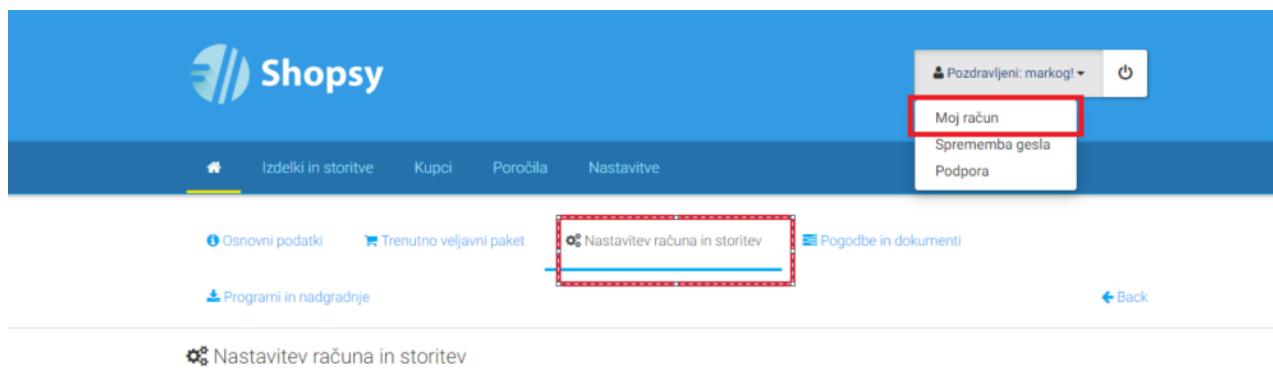 Shopsy
Pozdravljeni: markog!
Moj račun
Sprememba gesla
Podpora
Izdelki in storitve Kupci Poročila Nastavitve
Osnovni podatki Trenutno veljavni paket Nastavitev računa in storitev Pogodbe in dokumenti
Programi in nadgradnje Back
Nastavitev računa in storitev